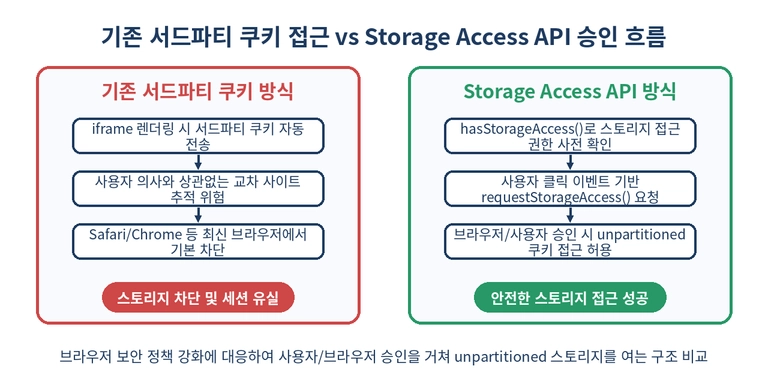 기존 서드파티 쿠키 접근 vs Storage Access API 승인 흐름
기존 서드파티 쿠키 방식
iframe 렌더링 시 서드파티 쿠키 자동
전송
사용자 의사와 상관없는 교차 사이트
추적 위험
Safari/Chrome 등 최신 브라우저에서
기본 차단
스토리지 차단 및 세션 유실
Storage Access API 방식
hasStorageAccess()로 스토리지 접근
권한 사전 확인
사용자 클릭 이벤트 기반
requestStorageAccess() 요청
브라우저/사용자 승인 시 unpartitioned
쿠키 접근 허용
안전한 스토리지 접근 성공
브라우저 보안 정책 강화에 대응하여 사용자/브라우저 승인을 거쳐 unpartitioned 스토리지를 여는 구조 비교